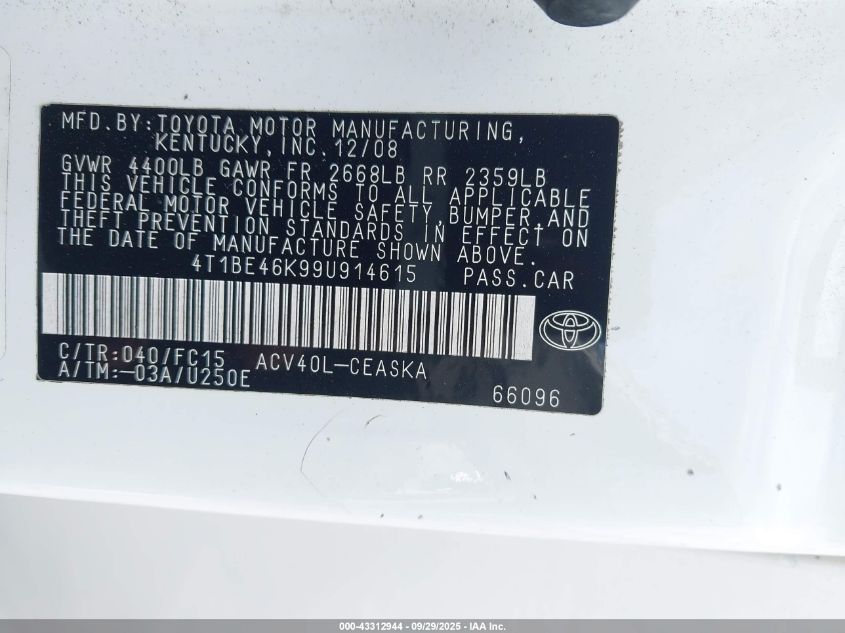 MFD.BY:TOYOTA MOTOR MANUFACTURING,
KENTUCKY, INC. 12/08
GVWR 4400LB GAWR FR 2668LB RR 2359LB
THIS VEHICLE CONFORMS TO ALL APPLICABLE
FEDERAL MOTOR VEHICLE SAFETY, BUMPER, AND
THEFT PREVENTION STANDARDS IN EFFECT ON
THE DATE OF MANUFACTURE SHOWN ABOVE.
4T1BE46K99U914615 PASS.CAR
C/TR:040/FC15 ACV40L-CEASKA
A/TM:-03A/U250E
66096
000-43312944 - 09/29/2025 - IAA Inc.